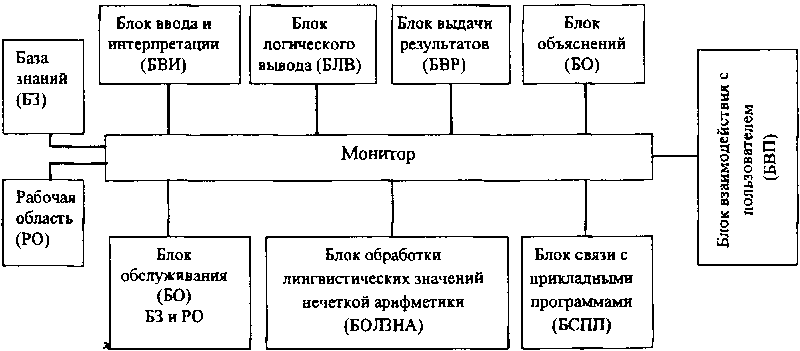 База
знаний
(БЗ)
Блок ввода и
интерпретации
(БВИ)
Блок
логического
вывода (БЛВ)
Блок выдачи
результатов
(БВР)
Блок
объяснений
(БО)
Монитор
Блок взаимодействия с
пользователем
(БВП)
Рабочая
область
(РО)
Блок
обслуживания
(БО)
БЗ и РО
Блок обработки
лингвистических значений
нечеткой арифметики
(БОЛЗНА)
Блок связи с
прикладными
программами
(БСПП)